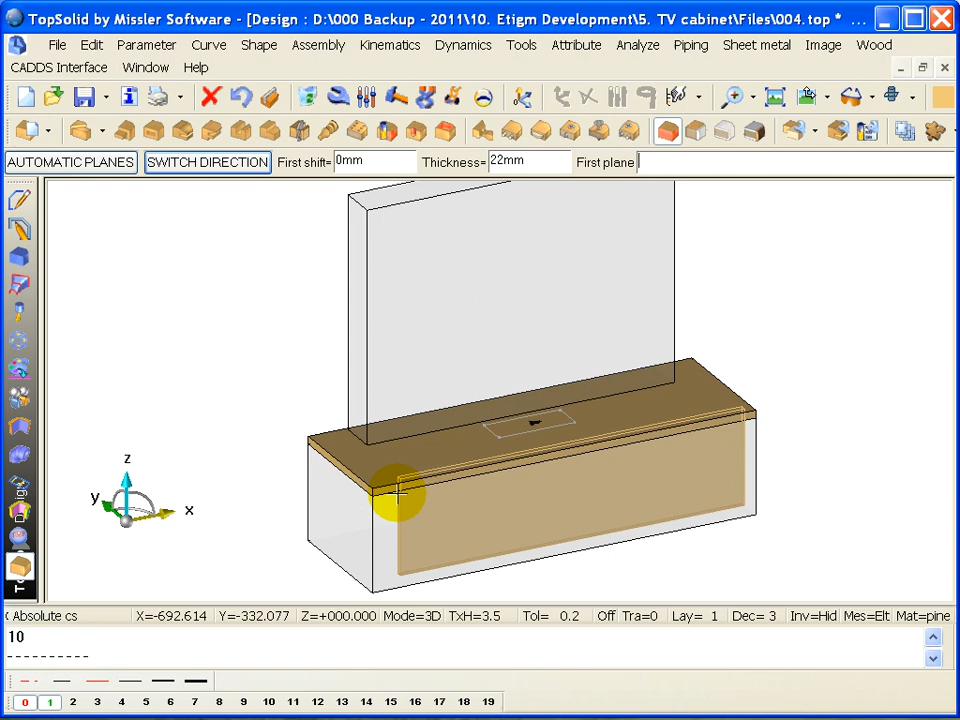 TopSolid by Missler Software - [Design : D:\000 Backup - 2011\10. Etigm Development\5. TV cabinet\Files\004.top * ...
File Edit Parameter Curve Shape Assembly Kinematics Dynamics Tools Attribute Analyze Piping Sheet metal Image Wood
CADDS Interface Window Help
AUTOMATIC PLANES SWITCH DIRECTION First shift= 0mm Thickness= 22mm First plane
z
y
x
Absolute cs X=-692.614 Y=-332.077 Z=+000.000 Mode=3D TxH=3.5 Tol= 0.2 Off Tra=0 Lay= 1 Dec= 3 Inv=Hid Mes=Elt Mat=pine
10
----------
0 1 2 3 4 5 6 7 8 9 10 11 12 13 14 15 16 17 18 19